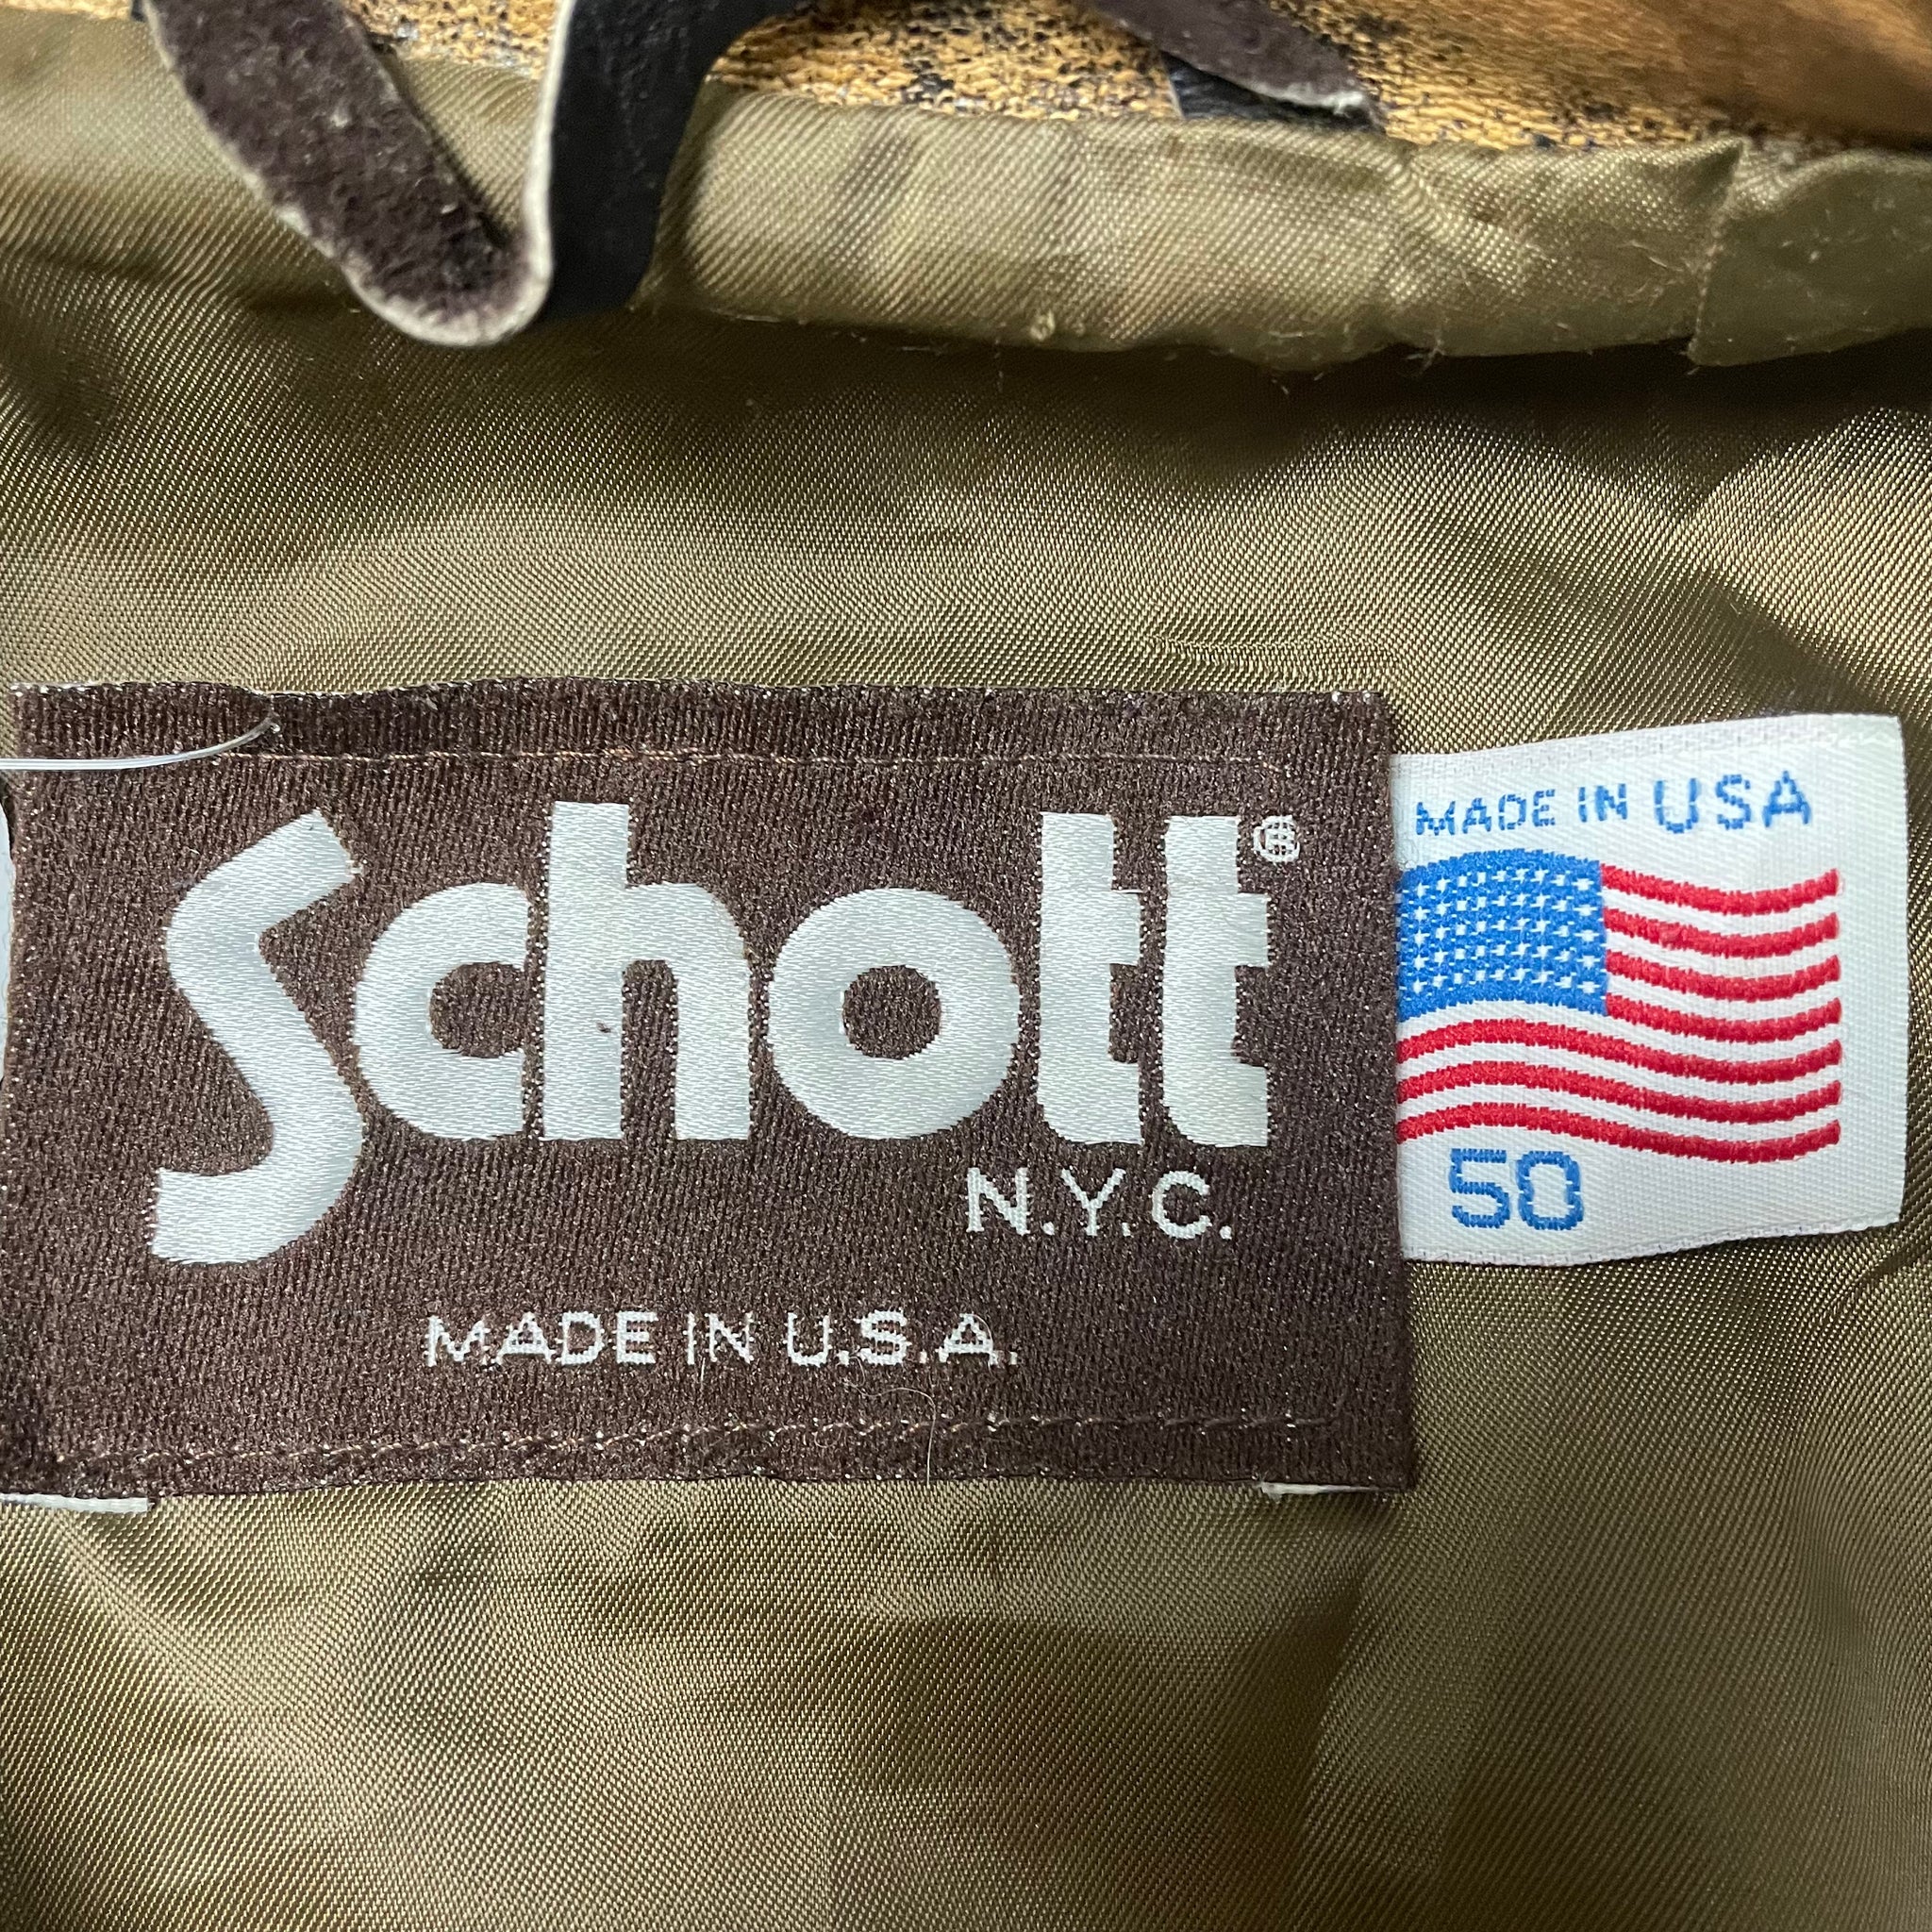 Schott®
N.Y.C.
MADE IN U.S.A.
MADE IN USA
50